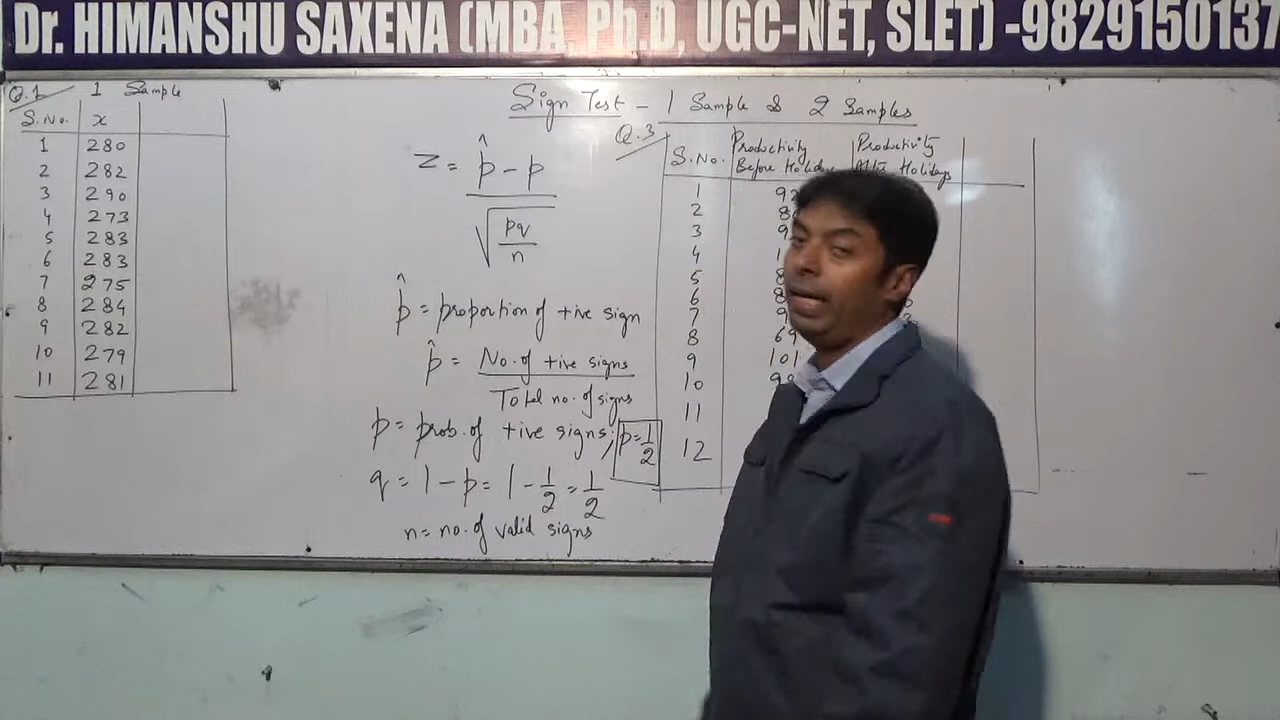 Dr. HIMANSHU SAXENA (MBA, Ph.D, UGC-NET, SLET) -9829150137
Sign Test - 1 Sample & 2 Samples
Q.1 1 Sample
S.No. x
1 280
2 282
3 290
4 273
5 283
6 283
7 275
8 284
9 282
10 279
11 281
Z = p̂ - p
√ pq
n
p̂ = proportion of +ive sign
p̂ = No. of +ive signs
Total no. of signs
p = prob. of +ive signs; p = 1/2
q = 1 - p = 1 - 1/2 = 1/2
n = no. of valid signs
Q.3
S.No. Productivity Before Productivity After Holidays
1
2
3
4
5
6
7
8
9 101
10
11
12